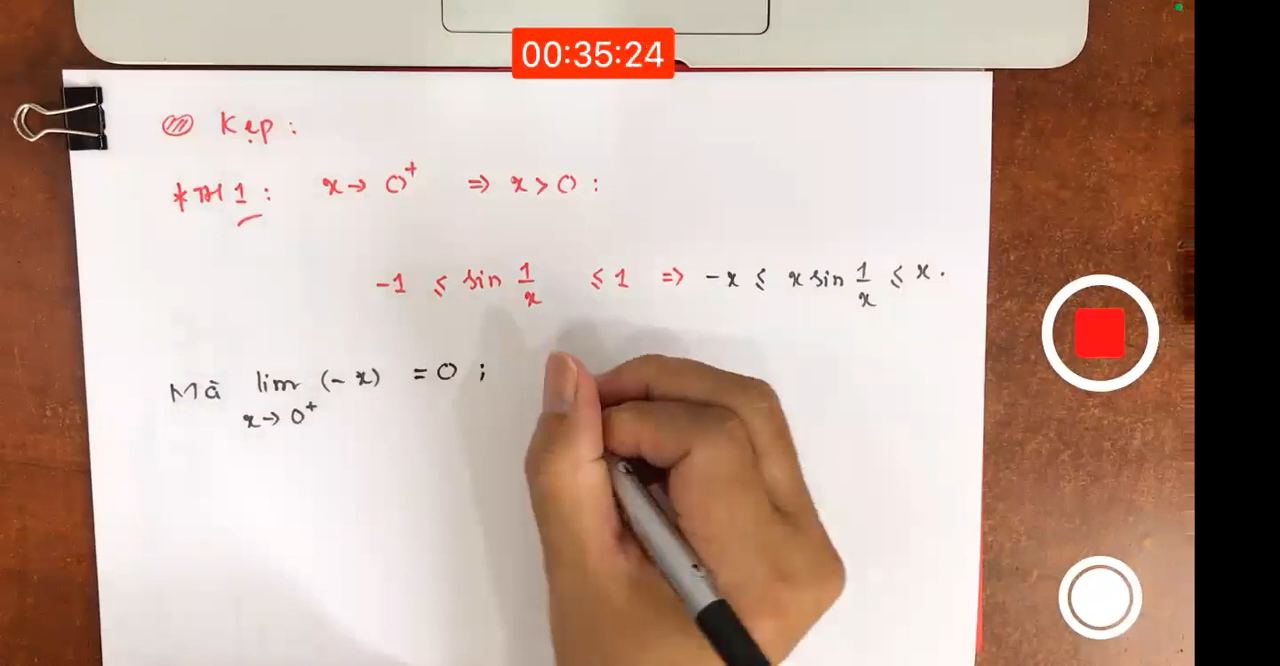 00:35:24
Kẹp :
* TH 1 : x → 0⁺ ⇒ x > 0 :
-1 ≤ sin 1/x ≤ 1 ⇒ -x ≤ x sin 1/x ≤ x .
Mà lim (- x) = 0 ;
x → 0⁺